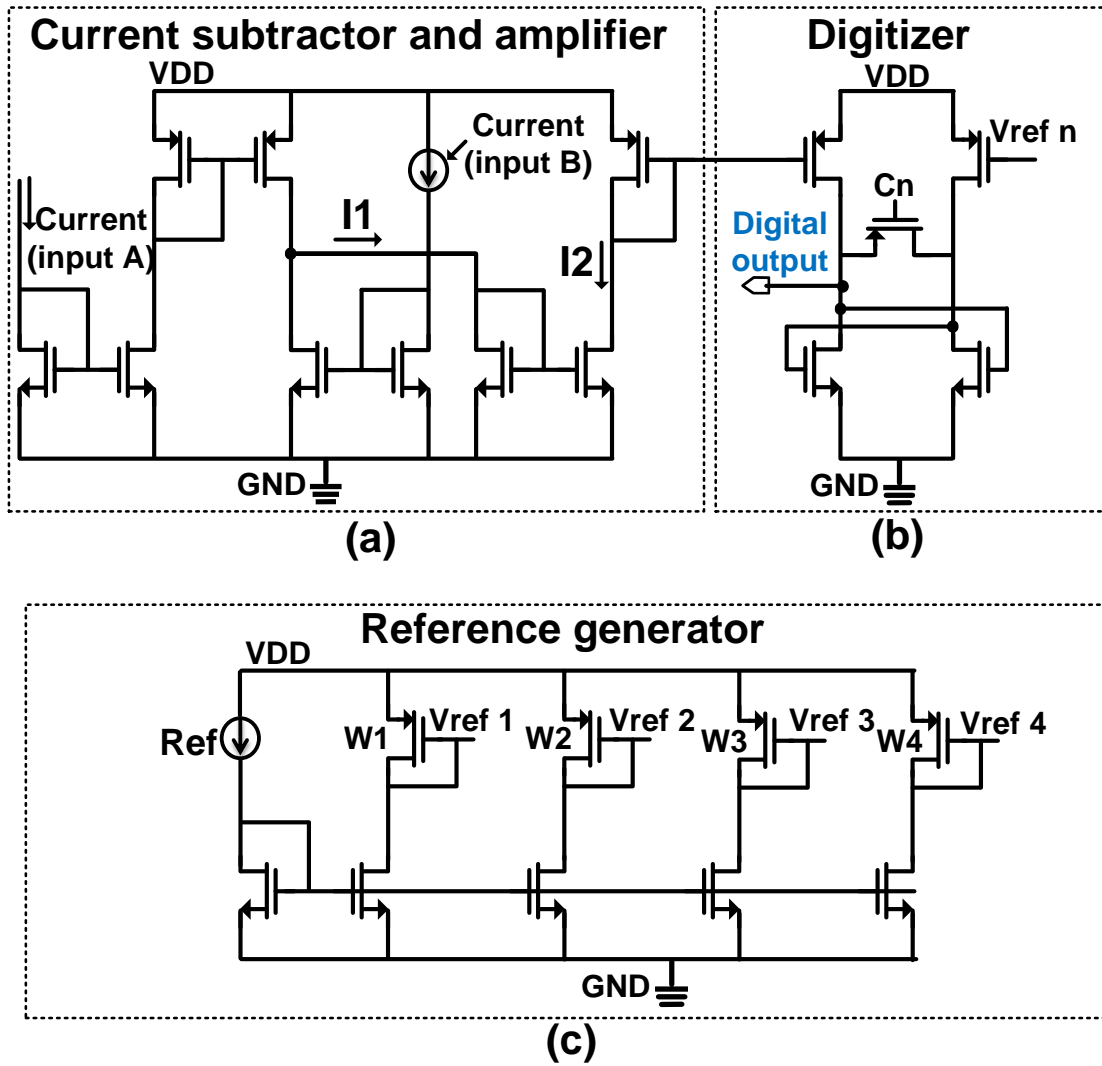 Current subtractor and amplifier
VDD
Current
(input A)
Current
(input B)
I1
I2
GND
(a)
Digitizer
VDD
Vref n
Cn
Digital
output
GND
(b)
Reference generator
VDD
Ref
W1
Vref 1
W2
Vref 2
W3
Vref 3
W4
Vref 4
GND
(c)